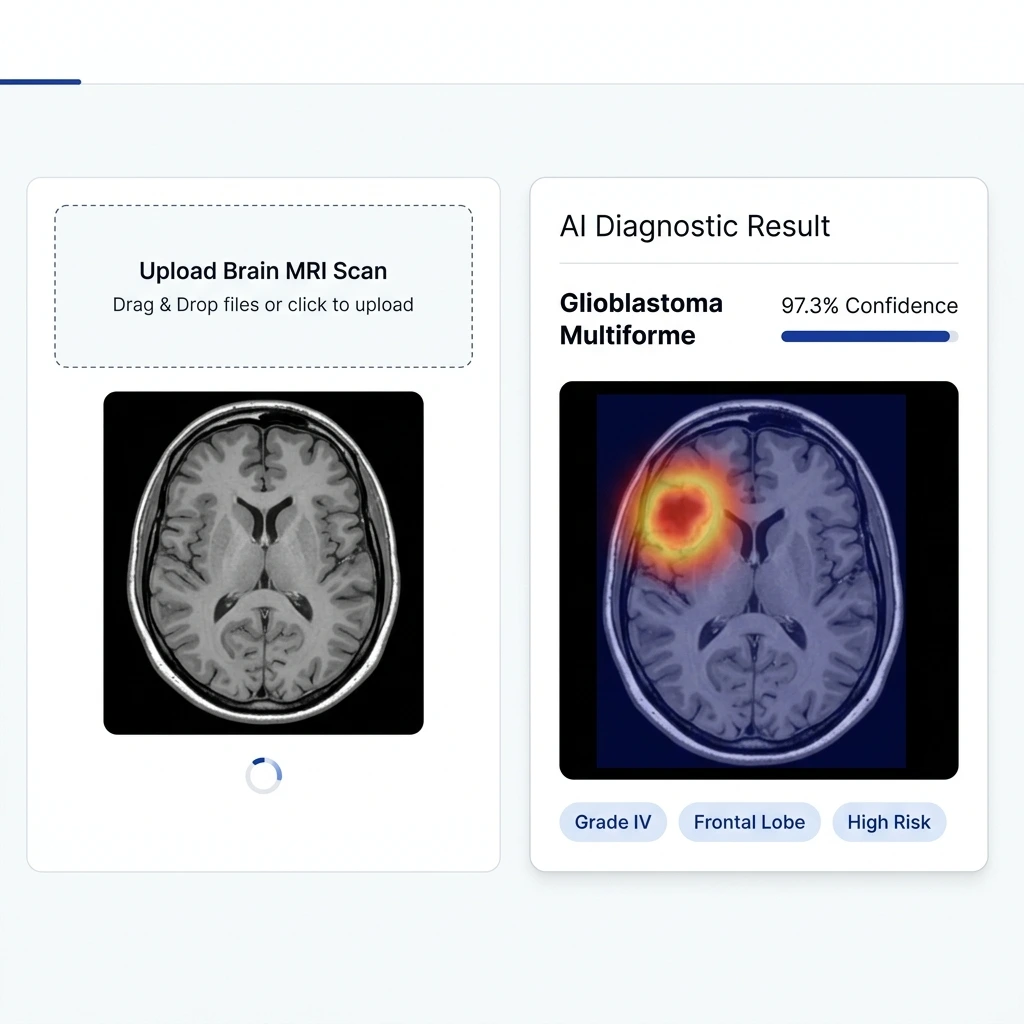 Upload Brain MRI Scan
Drag & Drop files or click to upload
AI Diagnostic Result
Glioblastoma
Multiforme
97.3% Confidence
Grade IV
Frontal Lobe
High Risk